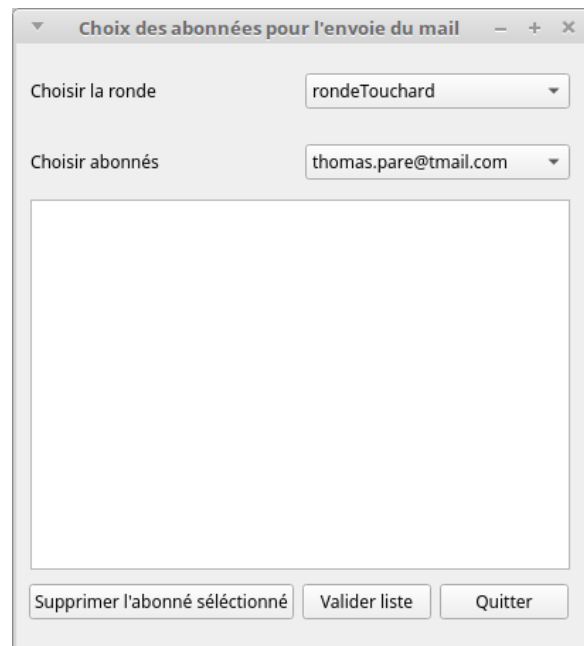 Choix des abonnées pour l'envoie du mail
Choisir la ronde rondeTouchard
Choisir abonnés thomas.pare@tmail.com
Supprimer l'abonné séléctionné Valider liste Quitter